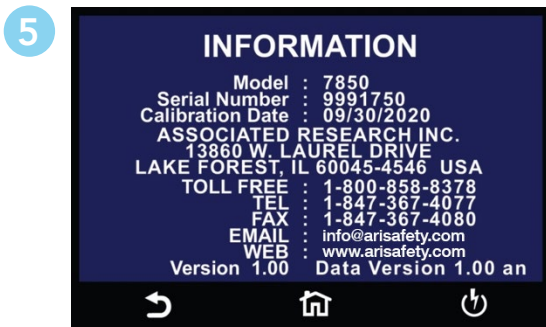 5
INFORMATION
Model : 7850
Serial Number : 9991750
Calibration Date : 09/30/2020
ASSOCIATED RESEARCH INC.
13860 W. LAUREL DRIVE
LAKE FOREST, IL 60045-4546 USA
TOLL FREE : 1-800-858-8378
TEL : 1-847-367-4077
FAX : 1-847-367-4080
EMAIL : info@arisafety.com
WEB : www.arisafety.com
Version 1.00 Data Version 1.00 an